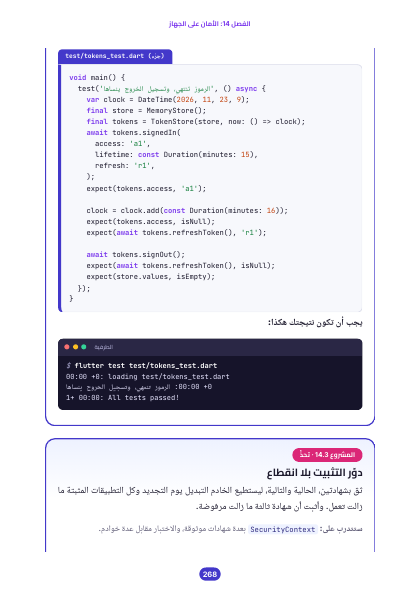 الفصل 14: الأمان على الجهاز
test/tokens_test.dart (جزء)
void main() {
test('الرموز تنتهي، وتسجيل الخروج ينساها', () async {
var clock = DateTime(2026, 11, 23, 9);
final store = MemoryStore();
final tokens = TokenStore(store, now: () => clock);
await tokens.signedIn(
access: 'a1',
lifetime: const Duration(minutes: 15),
refresh: 'r1',
);
expect(tokens.access, 'a1');
clock = clock.add(const Duration(minutes: 16));
expect(tokens.access, isNull);
expect(await tokens.refreshToken(), 'r1');
await tokens.signOut();
expect(await tokens.refreshToken(), isNull);
expect(store.values, isEmpty);
});
}
يجب أن تكون نتيجتك هكذا:
الطرفية
$ flutter test test/tokens_test.dart
00:00 +0: loading test/tokens_test.dart
00:00 +0: الرموز تنتهي، وتسجيل الخروج ينساها
00:00 +1: All tests passed!
المشروع 14.3 · تحدٍّ
دوّر التثبيت بلا انقطاع
ثق بشهادتين، الحالية والتالية، ليستطيع الخادم التبديل يوم التجديد وكل التطبيقات المثبتة ما
زالت تعمل. وأثبت أن شهادة ثالثة ما زالت مرفوضة.
ستتدرب على: SecurityContext بعدة شهادات موثوقة، والاختبار مقابل عدة خوادم.
268